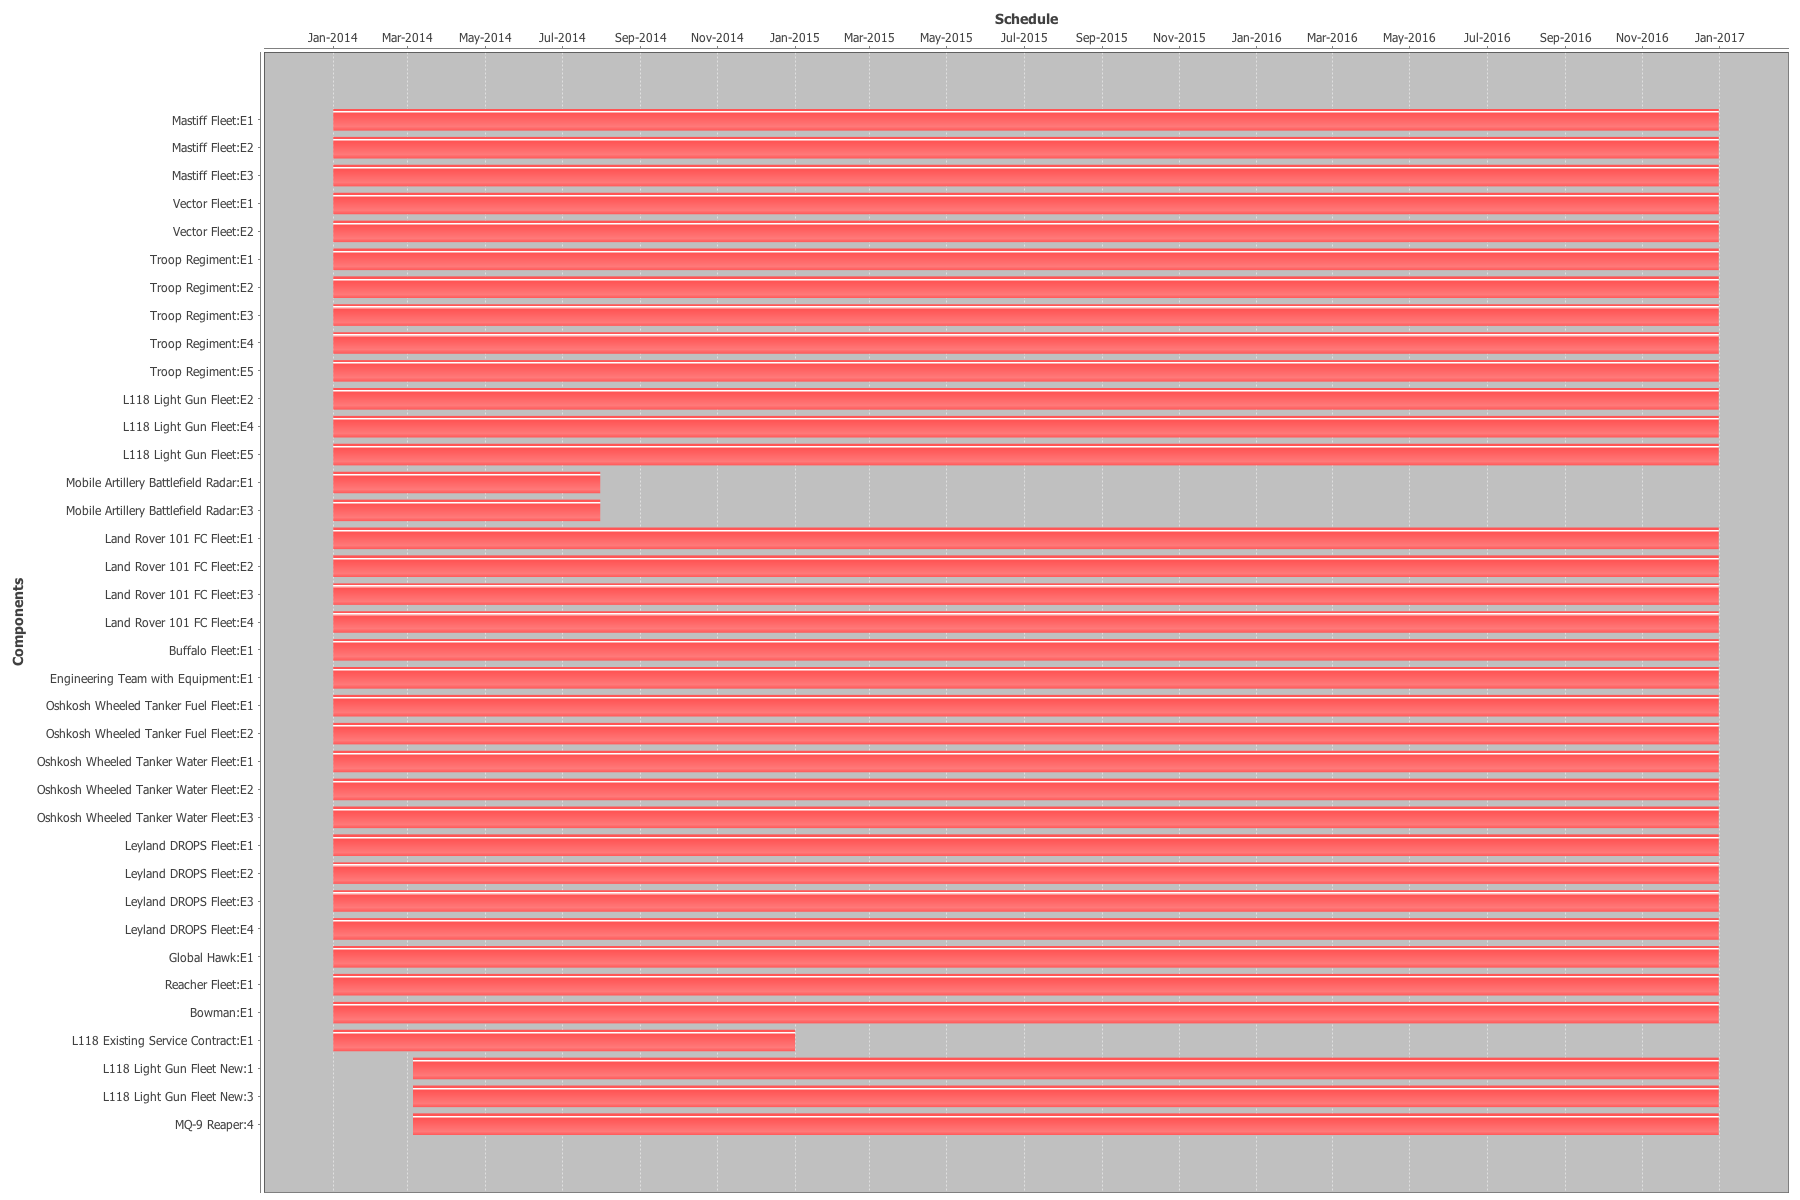 Schedule
Jan-2014 Mar-2014 May-2014 Jul-2014 Sep-2014 Nov-2014 Jan-2015 Mar-2015 May-2015 Jul-2015 Sep-2015 Nov-2015 Jan-2016 Mar-2016 May-2016 Jul-2016 Sep-2016 Nov-2016 Jan-2017
Components
Mastiff Fleet:E1
Mastiff Fleet:E2
Mastiff Fleet:E3
Vector Fleet:E1
Vector Fleet:E2
Troop Regiment:E1
Troop Regiment:E2
Troop Regiment:E3
Troop Regiment:E4
Troop Regiment:E5
L118 Light Gun Fleet:E2
L118 Light Gun Fleet:E4
L118 Light Gun Fleet:E5
Mobile Artillery Battlefield Radar:E1
Mobile Artillery Battlefield Radar:E3
Land Rover 101 FC Fleet:E1
Land Rover 101 FC Fleet:E2
Land Rover 101 FC Fleet:E3
Land Rover 101 FC Fleet:E4
Buffalo Fleet:E1
Engineering Team with Equipment:E1
Oshkosh Wheeled Tanker Fuel Fleet:E1
Oshkosh Wheeled Tanker Fuel Fleet:E2
Oshkosh Wheeled Tanker Water Fleet:E1
Oshkosh Wheeled Tanker Water Fleet:E2
Oshkosh Wheeled Tanker Water Fleet:E3
Leyland DROPS Fleet:E1
Leyland DROPS Fleet:E2
Leyland DROPS Fleet:E3
Leyland DROPS Fleet:E4
Global Hawk:E1
Reacher Fleet:E1
Bowman:E1
L118 Existing Service Contract:E1
L118 Light Gun Fleet New:1
L118 Light Gun Fleet New:3
MQ-9 Reaper:4